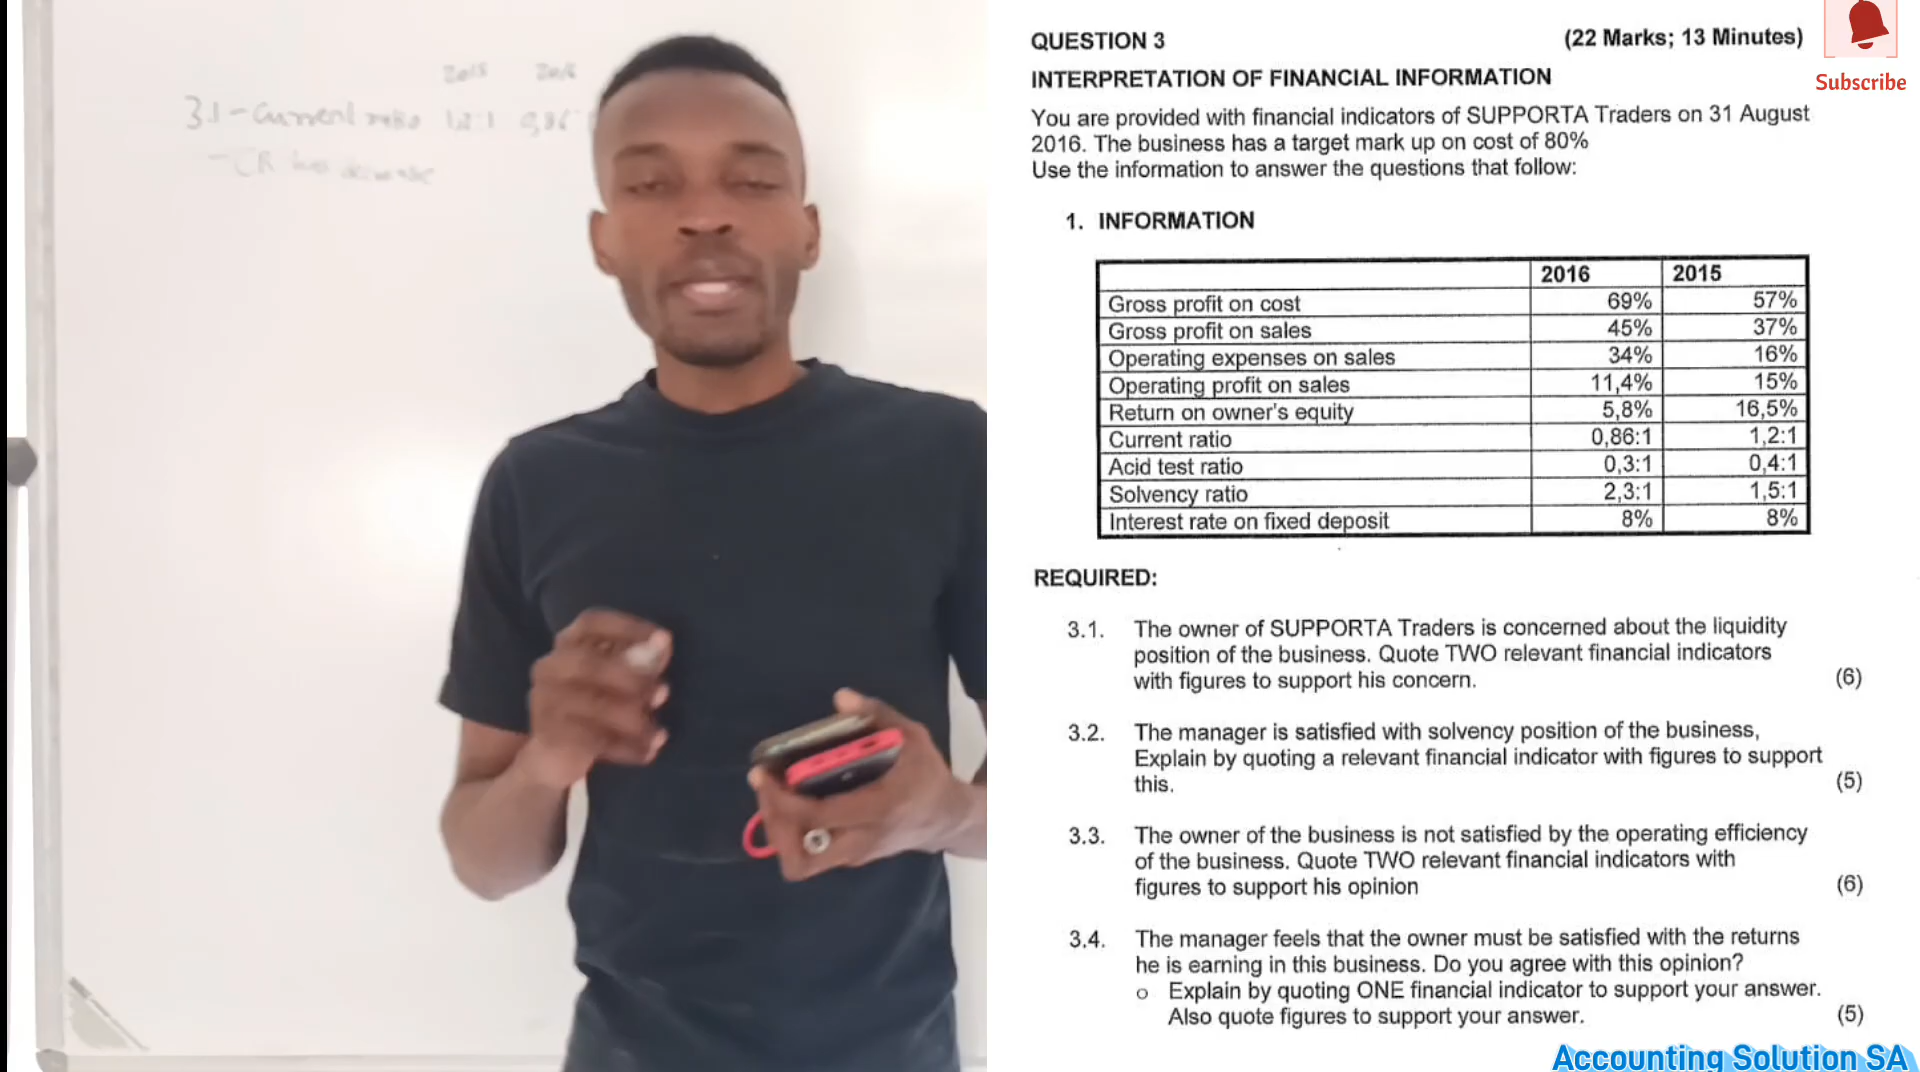 2015 2016
3.1 - Current ratio 1,2:1 0,86
- CR has decrease
QUESTION 3 (22 Marks; 13 Minutes)
Subscribe
INTERPRETATION OF FINANCIAL INFORMATION
You are provided with financial indicators of SUPPORTA Traders on 31 August
2016. The business has a target mark up on cost of 80%
Use the information to answer the questions that follow:
1. INFORMATION
2016 2015
Gross profit on cost 69% 57%
Gross profit on sales 45% 37%
Operating expenses on sales 34% 16%
Operating profit on sales 11,4% 15%
Return on owner's equity 5,8% 16,5%
Current ratio 0,86:1 1,2:1
Acid test ratio 0,3:1 0,4:1
Solvency ratio 2,3:1 1,5:1
Interest rate on fixed deposit 8% 8%
REQUIRED:
3.1. The owner of SUPPORTA Traders is concerned about the liquidity
position of the business. Quote TWO relevant financial indicators
with figures to support his concern. (6)
3.2. The manager is satisfied with solvency position of the business,
Explain by quoting a relevant financial indicator with figures to support
this. (5)
3.3. The owner of the business is not satisfied by the operating efficiency
of the business. Quote TWO relevant financial indicators with
figures to support his opinion (6)
3.4. The manager feels that the owner must be satisfied with the returns
he is earning in this business. Do you agree with this opinion?
o Explain by quoting ONE financial indicator to support your answer.
Also quote figures to support your answer. (5)
Accounting Solution SA